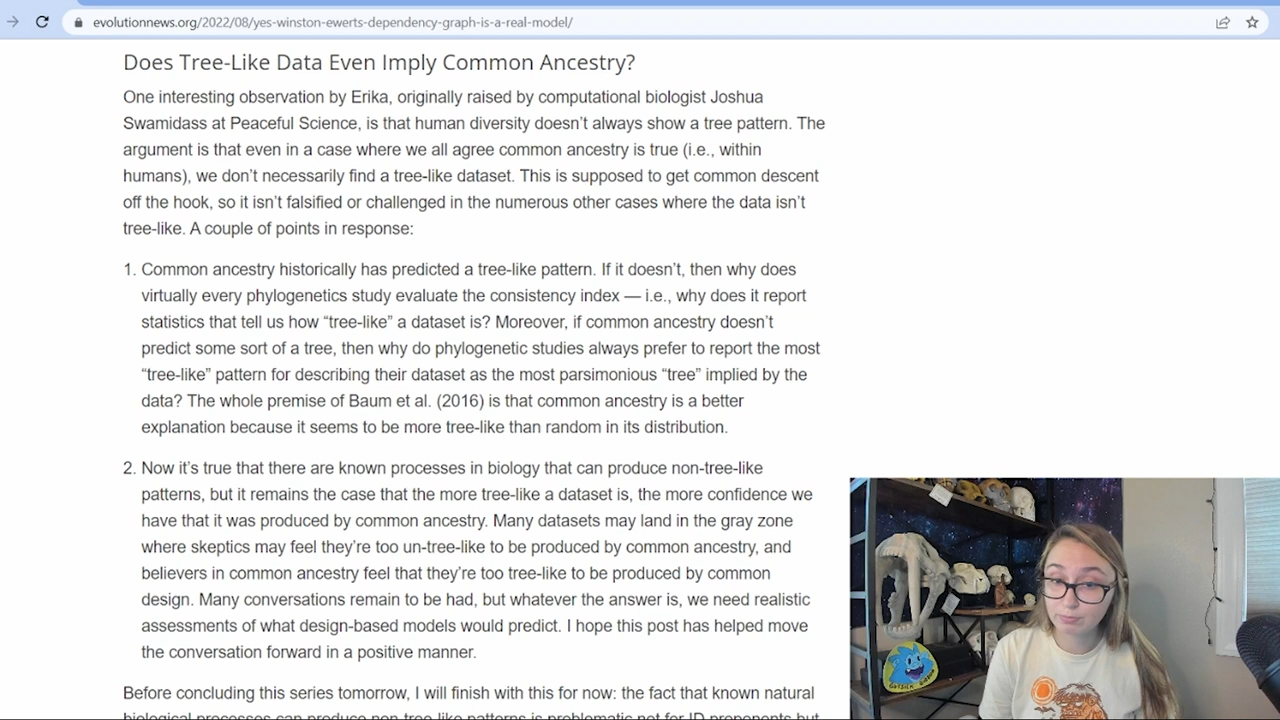 evolutionnews.org/2022/08/yes-winston-ewerts-dependency-graph-is-a-real-model/
Does Tree-Like Data Even Imply Common Ancestry?
One interesting observation by Erika, originally raised by computational biologist Joshua
Swamidass at Peaceful Science, is that human diversity doesn’t always show a tree pattern. The
argument is that even in a case where we all agree common ancestry is true (i.e., within
humans), we don’t necessarily find a tree-like dataset. This is supposed to get common descent
off the hook, so it isn’t falsified or challenged in the numerous other cases where the data isn’t
tree-like. A couple of points in response:
1. Common ancestry historically has predicted a tree-like pattern. If it doesn’t, then why does
virtually every phylogenetics study evaluate the consistency index — i.e., why does it report
statistics that tell us how “tree-like” a dataset is? Moreover, if common ancestry doesn’t
predict some sort of a tree, then why do phylogenetic studies always prefer to report the most
“tree-like” pattern for describing their dataset as the most parsimonious “tree” implied by the
data? The whole premise of Baum et al. (2016) is that common ancestry is a better
explanation because it seems to be more tree-like than random in its distribution.
2. Now it’s true that there are known processes in biology that can produce non-tree-like
patterns, but it remains the case that the more tree-like a dataset is, the more confidence we
have that it was produced by common ancestry. Many datasets may land in the gray zone
where skeptics may feel they’re too un-tree-like to be produced by common ancestry, and
believers in common ancestry feel that they’re too tree-like to be produced by common
design. Many conversations remain to be had, but whatever the answer is, we need realistic
assessments of what design-based models would predict. I hope this post has helped move
the conversation forward in a positive manner.
Before concluding this series tomorrow, I will finish with this for now: the fact that known natural
biological processes can produce non-tree-like patterns is problematic not for ID proponents but